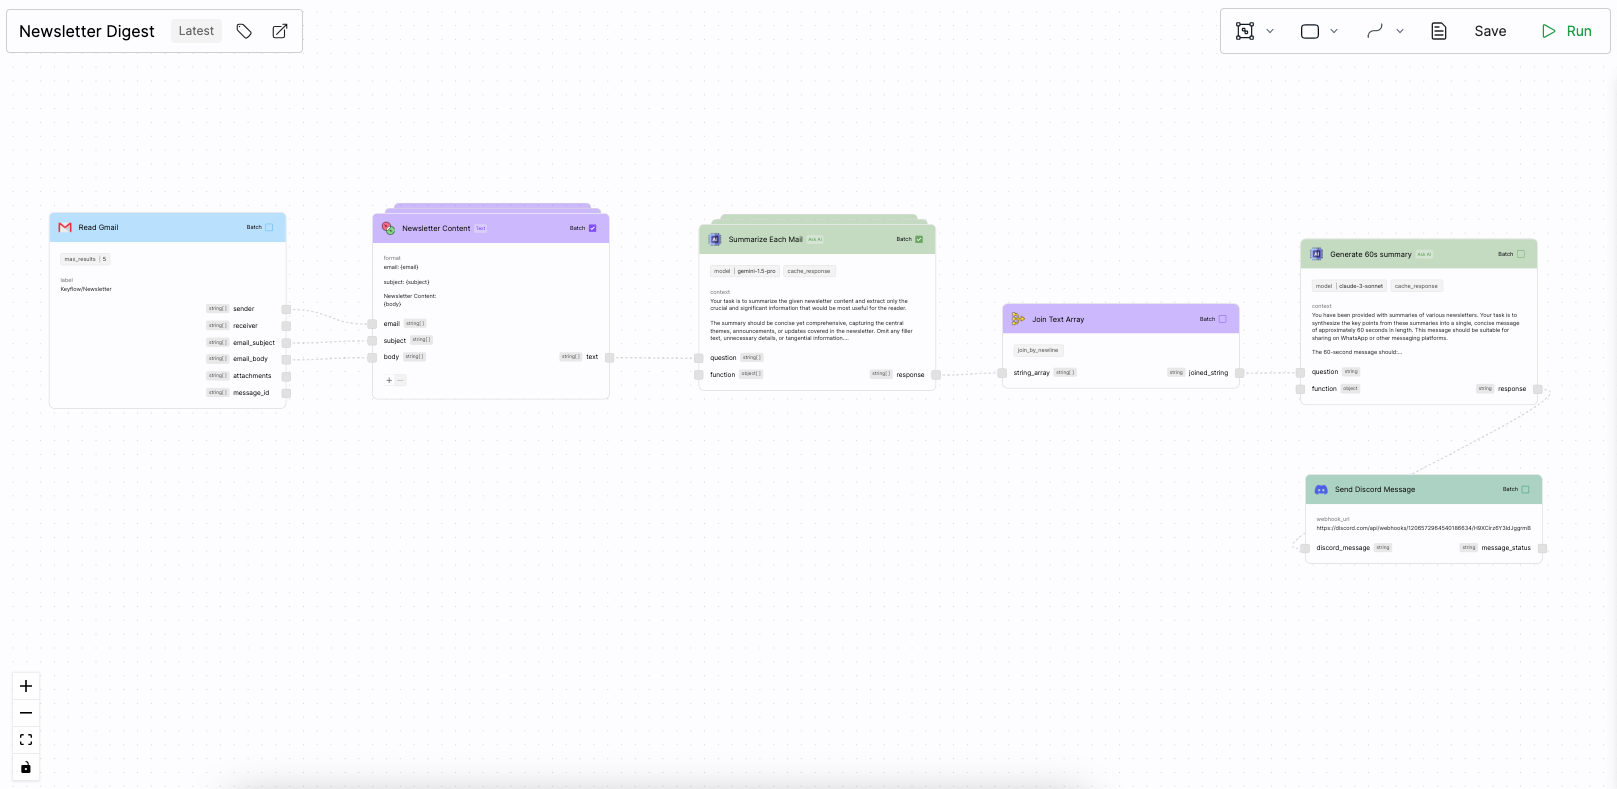 Newsletter Digest
Latest
Save
Run
Read Gmail
Batch
max_results | 5
label
Keyflow/Newsletter
string[] sender
string[] receiver
string[] email_subject
string[] email_body
string[] attachments
string[] message_id
Newsletter Content Text
Batch
format
email: {email}
subject: {subject}
Newsletter Content:
{body}
email string[]
subject string[]
body string[]
string[] text
Summarize Each Mail Ask AI
Batch
model | gemini-1.5-pro
cache_response
context
Your task is to summarize the given newsletter content and extract only the
crucial and significant information that would be most useful for the reader.
The summary should be concise yet comprehensive, capturing the central
themes, announcements, or updates covered in the newsletter. Omit any filler
text, unnecessary details, or tangential information....
question string[]
function object[]
string[] response
Join Text Array
Batch
join_by_newline
string_array string[]
string joined_string
Generate 60s summary Ask AI
Batch
model | claude-3-sonnet
cache_response
context
You have been provided with summaries of various newsletters. Your task is to
synthesize the key points from these summaries into a single, concise message
of approximately 60 seconds in length. This message should be suitable for
sharing on WhatsApp or other messaging platforms.
The 60-second message should:...
question string
function object
string response
Send Discord Message
Batch
webhook_url
discord_message string
string message_status